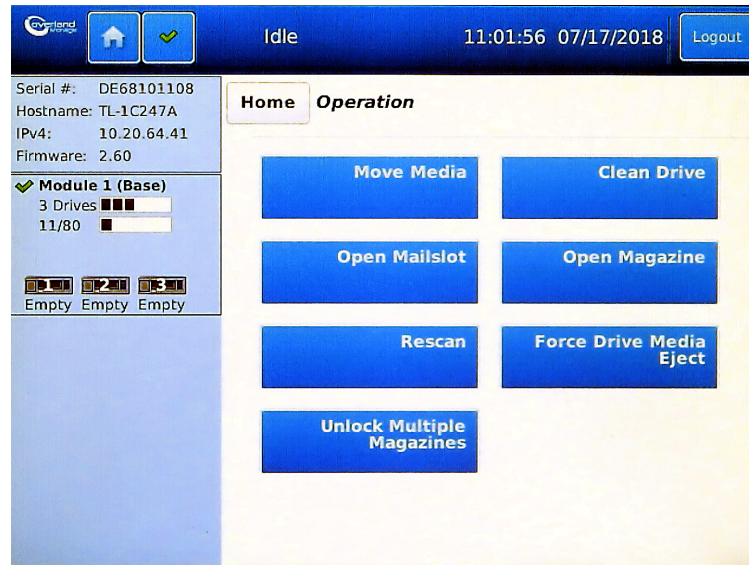 overland
Idle
11:01:56 07/17/2018
Logout
Serial #: DE68101108
Hostname: TL-1C247A
IPv4: 10.20.64.41
Firmware: 2.60
Home
Operation
Module 1 (Base)
3 Drives
11/80
1 2 3
Empty Empty Empty
Move Media
Clean Drive
Open Mailslot
Open Magazine
Rescan
Force Drive Media
Eject
Unlock Multiple
Magazines